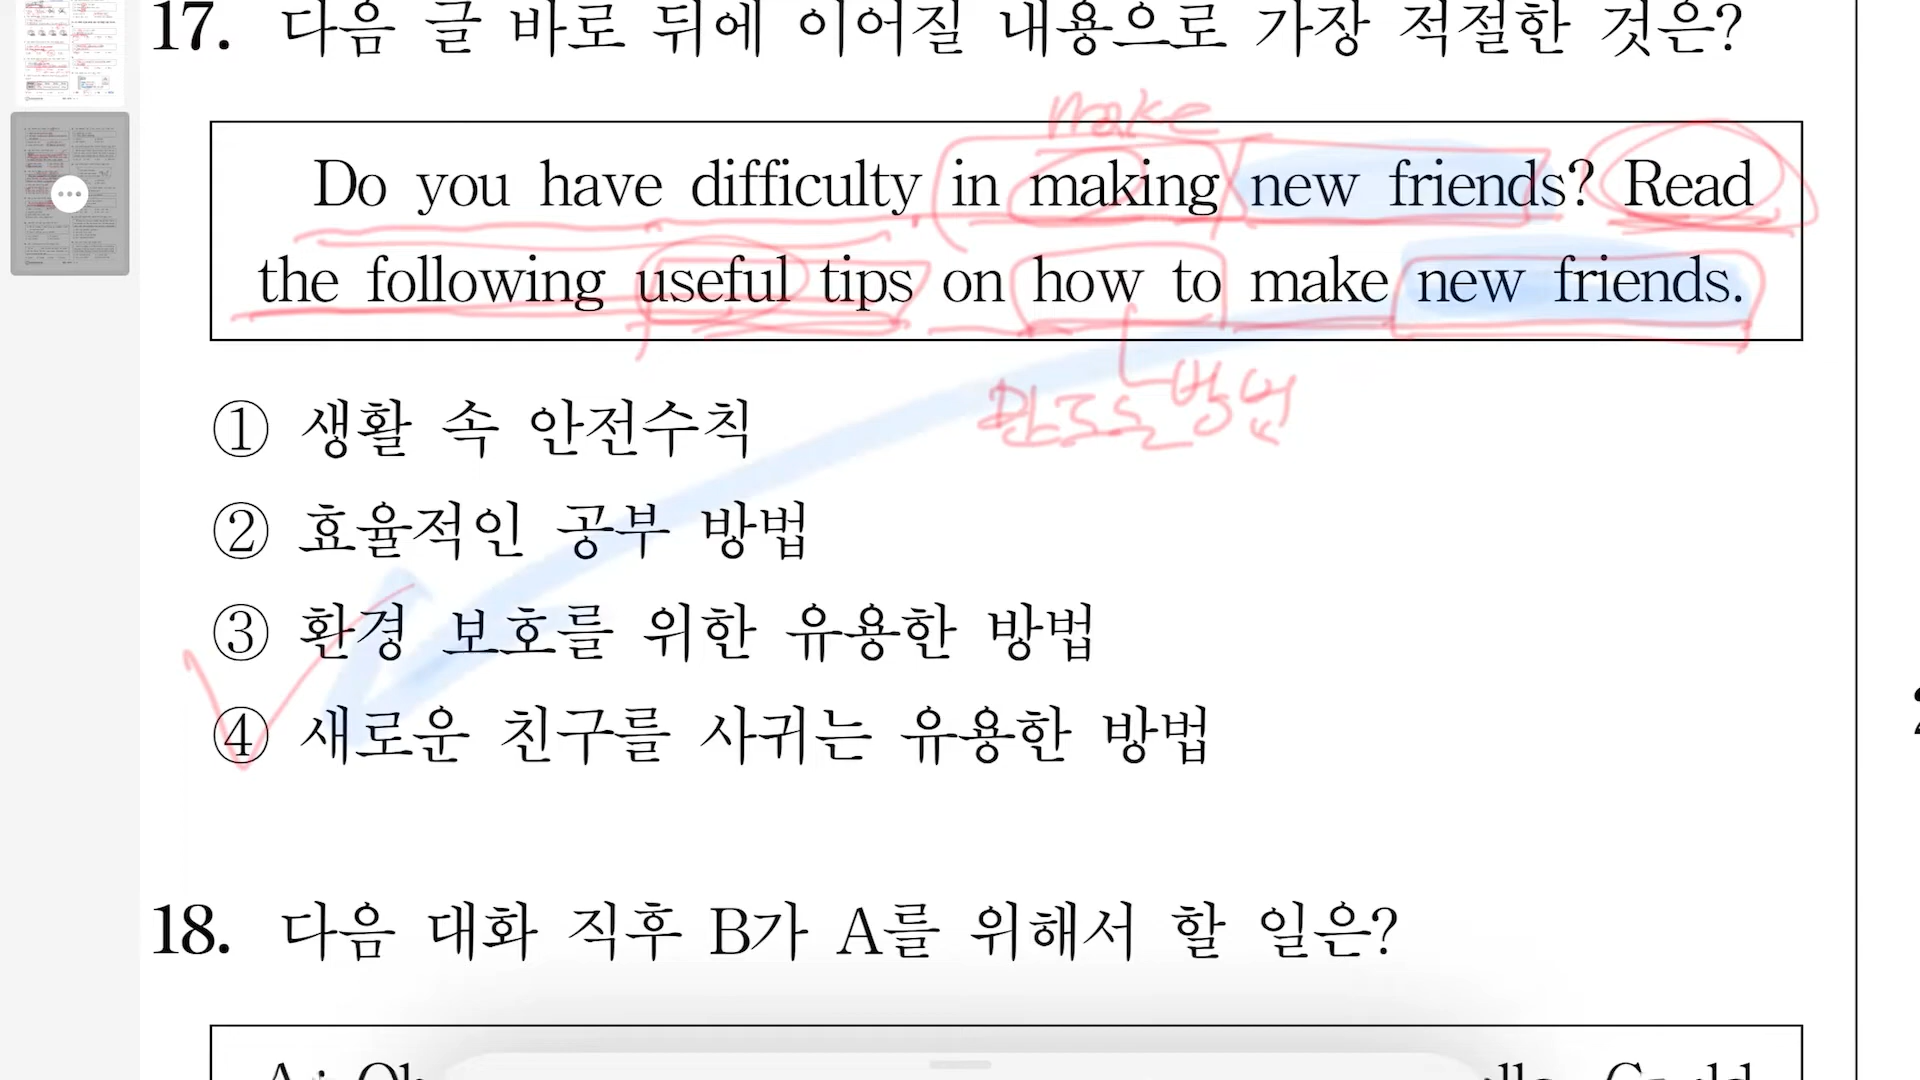 17. 다음 글 바로 뒤에 이어질 내용으로 가장 적절한 것은?
make
Do you have difficulty in making new friends? Read
the following useful tips on how to make new friends.
만드는 방법
① 생활 속 안전수칙
② 효율적인 공부 방법
③ 환경 보호를 위한 유용한 방법
④ 새로운 친구를 사귀는 유용한 방법
18. 다음 대화 직후 B가 A를 위해서 할 일은?